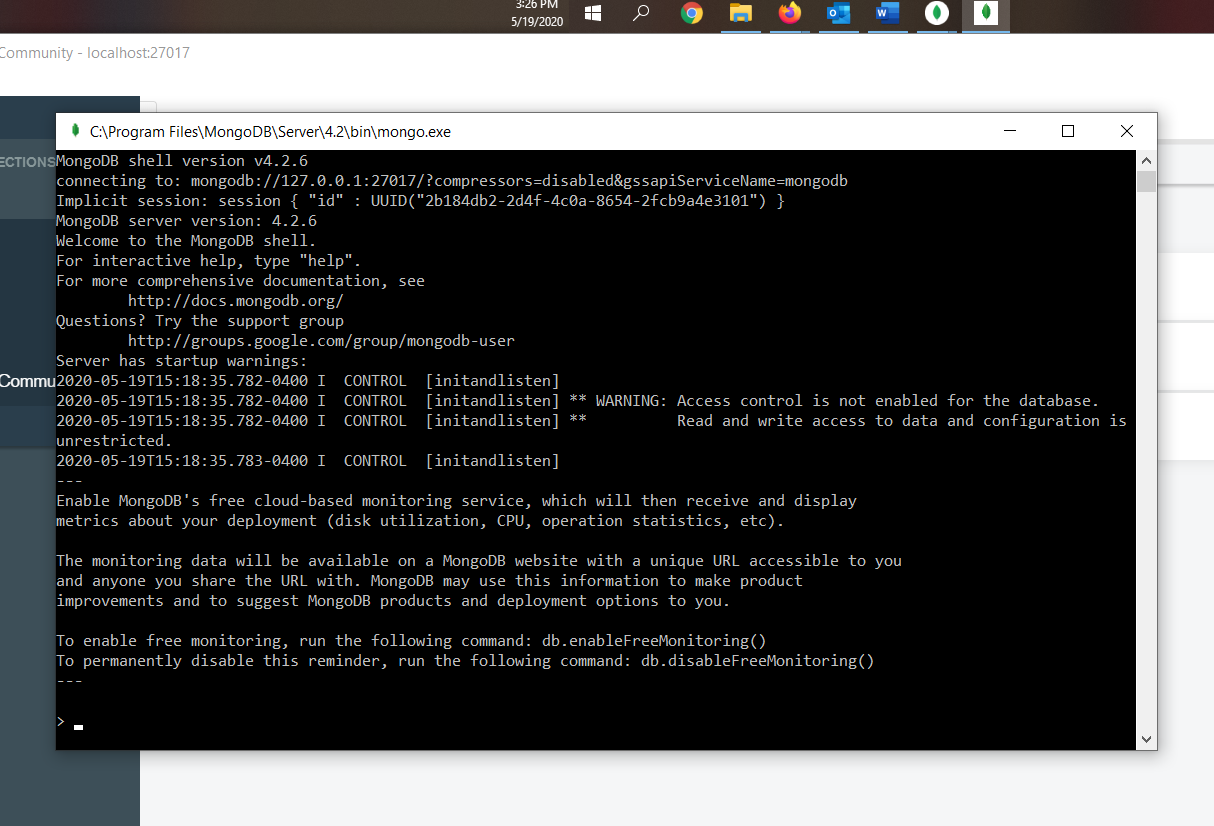 3:26 PM
5/19/2020
Community - localhost:27017
C:\Program Files\MongoDB\Server\4.2\bin\mongo.exe
ECTIONS
Commu
MongoDB shell version v4.2.6
connecting to: mongodb://127.0.0.1:27017/?compressors=disabled&gssapiServiceName=mongodb
Implicit session: session { "id" : UUID("2b184db2-2d4f-4c0a-8654-2fcb9a4e3101") }
MongoDB server version: 4.2.6
Welcome to the MongoDB shell.
For interactive help, type "help".
For more comprehensive documentation, see
http://docs.mongodb.org/
Questions? Try the support group
http://groups.google.com/group/mongodb-user
Server has startup warnings:
2020-05-19T15:18:35.782-0400 I  CONTROL  [initandlisten]
2020-05-19T15:18:35.782-0400 I  CONTROL  [initandlisten] ** WARNING: Access control is not enabled for the database.
2020-05-19T15:18:35.782-0400 I  CONTROL  [initandlisten] **          Read and write access to data and configuration is
unrestricted.
2020-05-19T15:18:35.783-0400 I  CONTROL  [initandlisten]
---
Enable MongoDB's free cloud-based monitoring service, which will then receive and display
metrics about your deployment (disk utilization, CPU, operation statistics, etc).
The monitoring data will be available on a MongoDB website with a unique URL accessible to you
and anyone you share the URL with. MongoDB may use this information to make product
improvements and to suggest MongoDB products and deployment options to you.
To enable free monitoring, run the following command: db.enableFreeMonitoring()
To permanently disable this reminder, run the following command: db.disableFreeMonitoring()
---
>